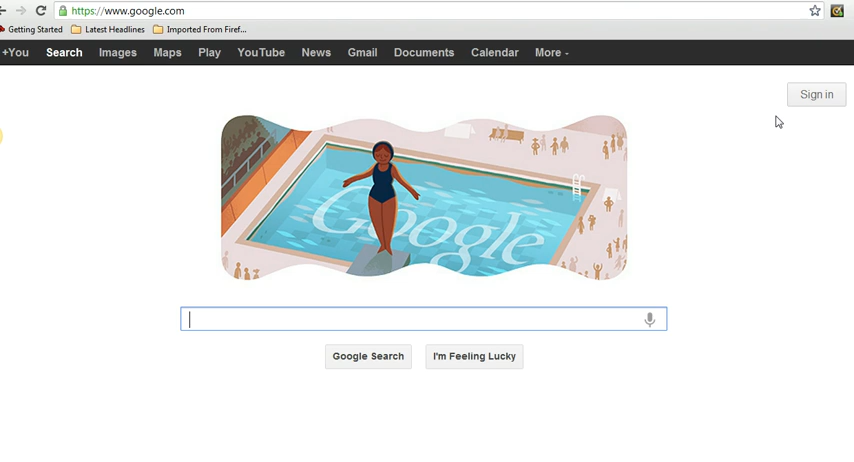 https://www.google.com
Getting Started Latest Headlines Imported From Firef...
+You Search Images Maps Play YouTube News Gmail Documents Calendar More
Sign in
Google
Google Search I'm Feeling Lucky